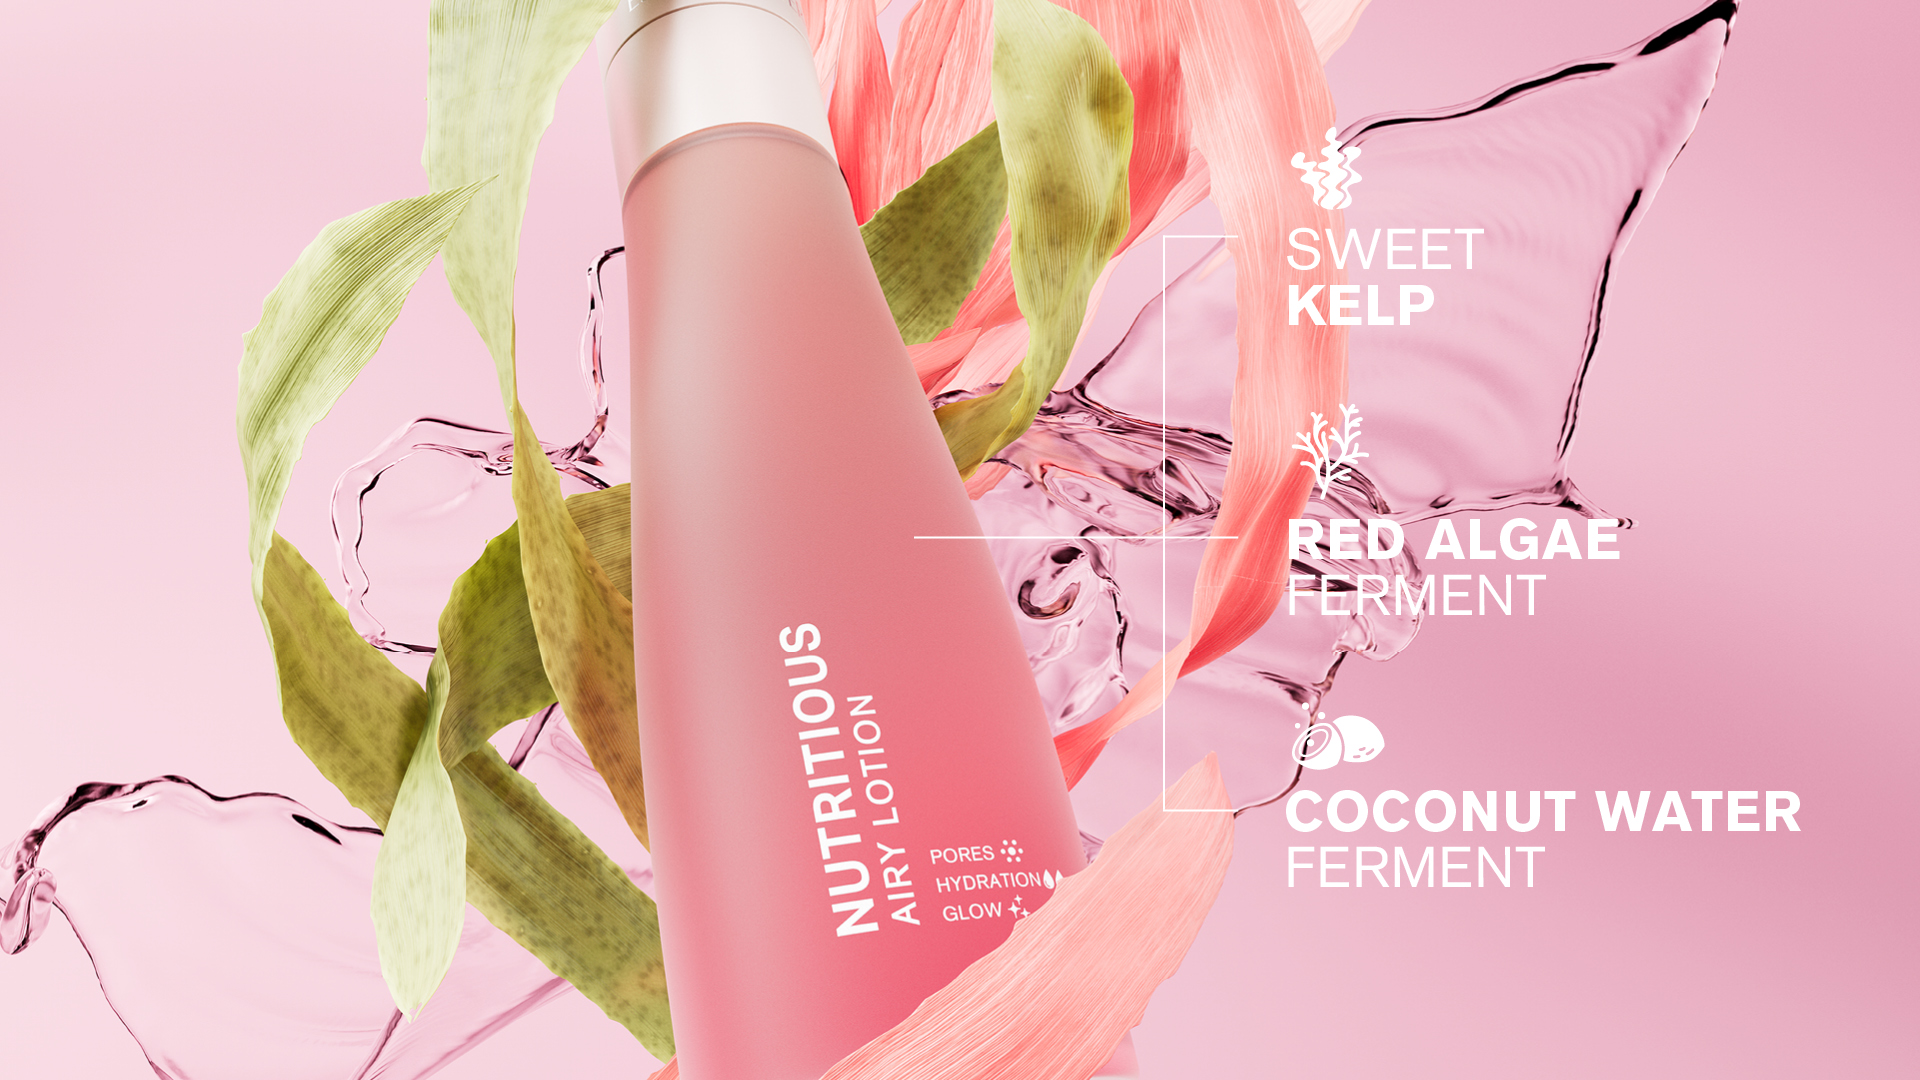 NUTRITIOUS
AIRY LOTION
PORES
HYDRATION
GLOW
SWEET
KELP
RED ALGAE
FERMENT
COCONUT WATER
FERMENT